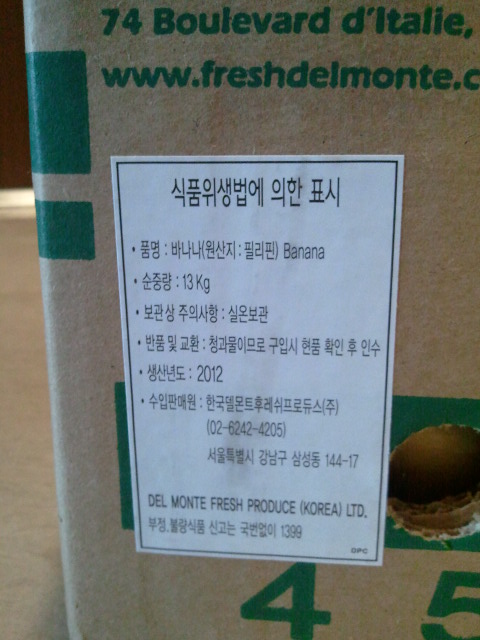 74 Boulevard d'Italie,
www.freshdelmonte.c
식품위생법에 의한 표시
• 품명 : 바나나(원산지 : 필리핀) Banana
• 순중량 : 13Kg
• 보관상 주의사항 : 실온보관
• 반품 및 교환 : 청과물이므로 구입시 현품 확인 후 인수
• 생산년도 : 2012
• 수입판매원 : 한국델몬트후레쉬프로듀스(주)
(02-6242-4205)
서울특별시 강남구 삼성동 144-17
DEL MONTE FRESH PRODUCE (KOREA) LTD.
부정,불량식품 신고는 국번없이 1399
DPC
4 5